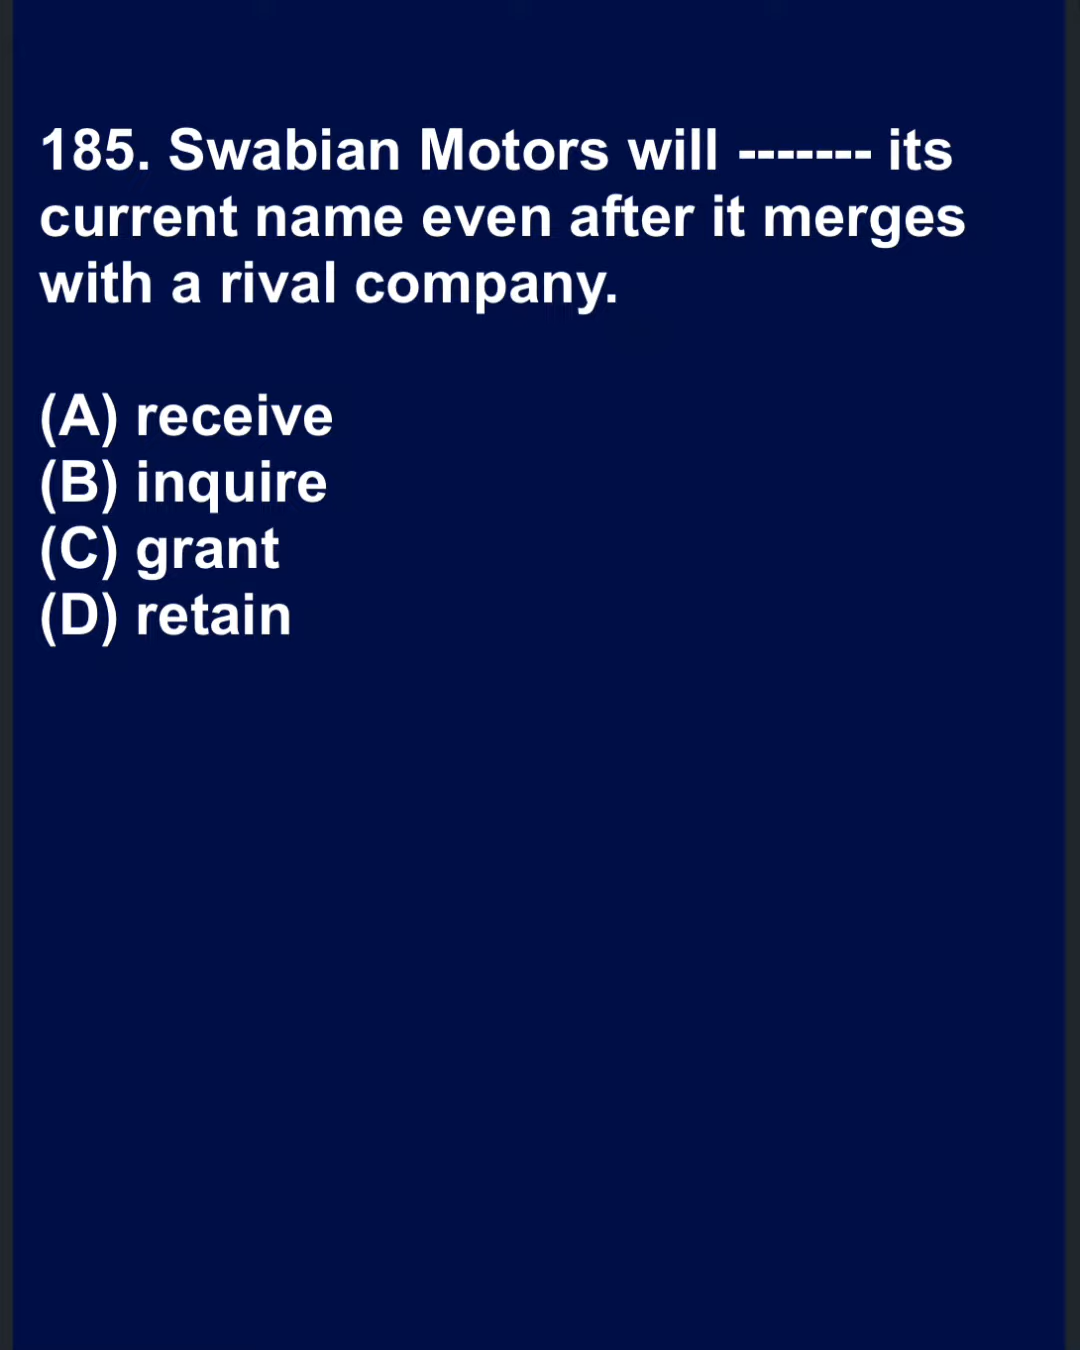 185. Swabian Motors will ------- its
current name even after it merges
with a rival company.
(A) receive
(B) inquire
(C) grant
(D) retain